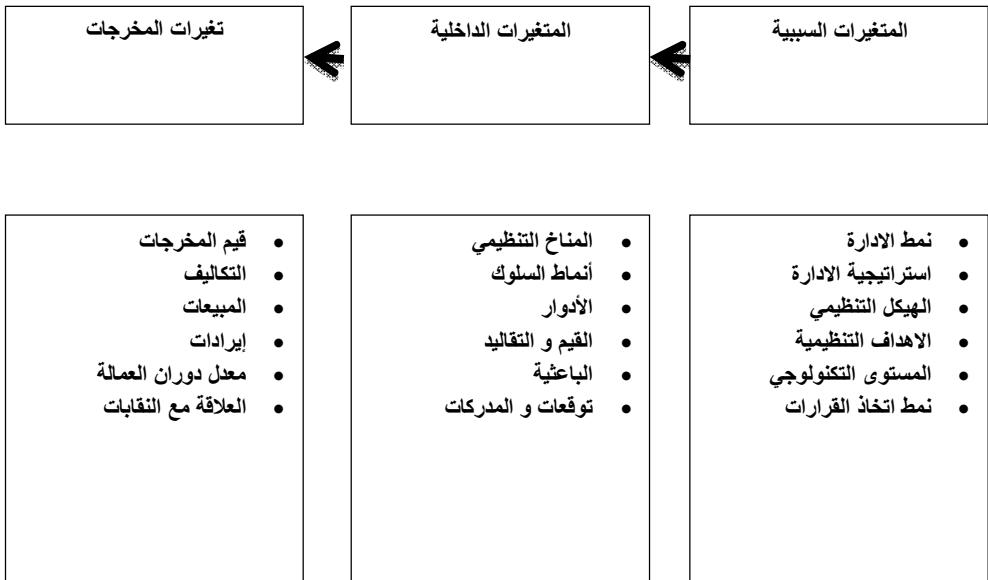 المتغيرات السببية
المتغيرات الداخلية
تغيرات المخرجات
• نمط الادارة
• استراتيجية الادارة
• الهيكل التنظيمي
• الاهداف التنظيمية
• المستوى التكنولوجي
• نمط اتخاذ القرارات
• المناخ التنظيمي
• أنماط السلوك
• الأدوار
• القيم و التقاليد
• الباعثية
• توقعات و المدركات
• قيم المخرجات
• التكاليف
• المبيعات
• إيرادات
• معدل دوران العمالة
• العلاقة مع النقابات